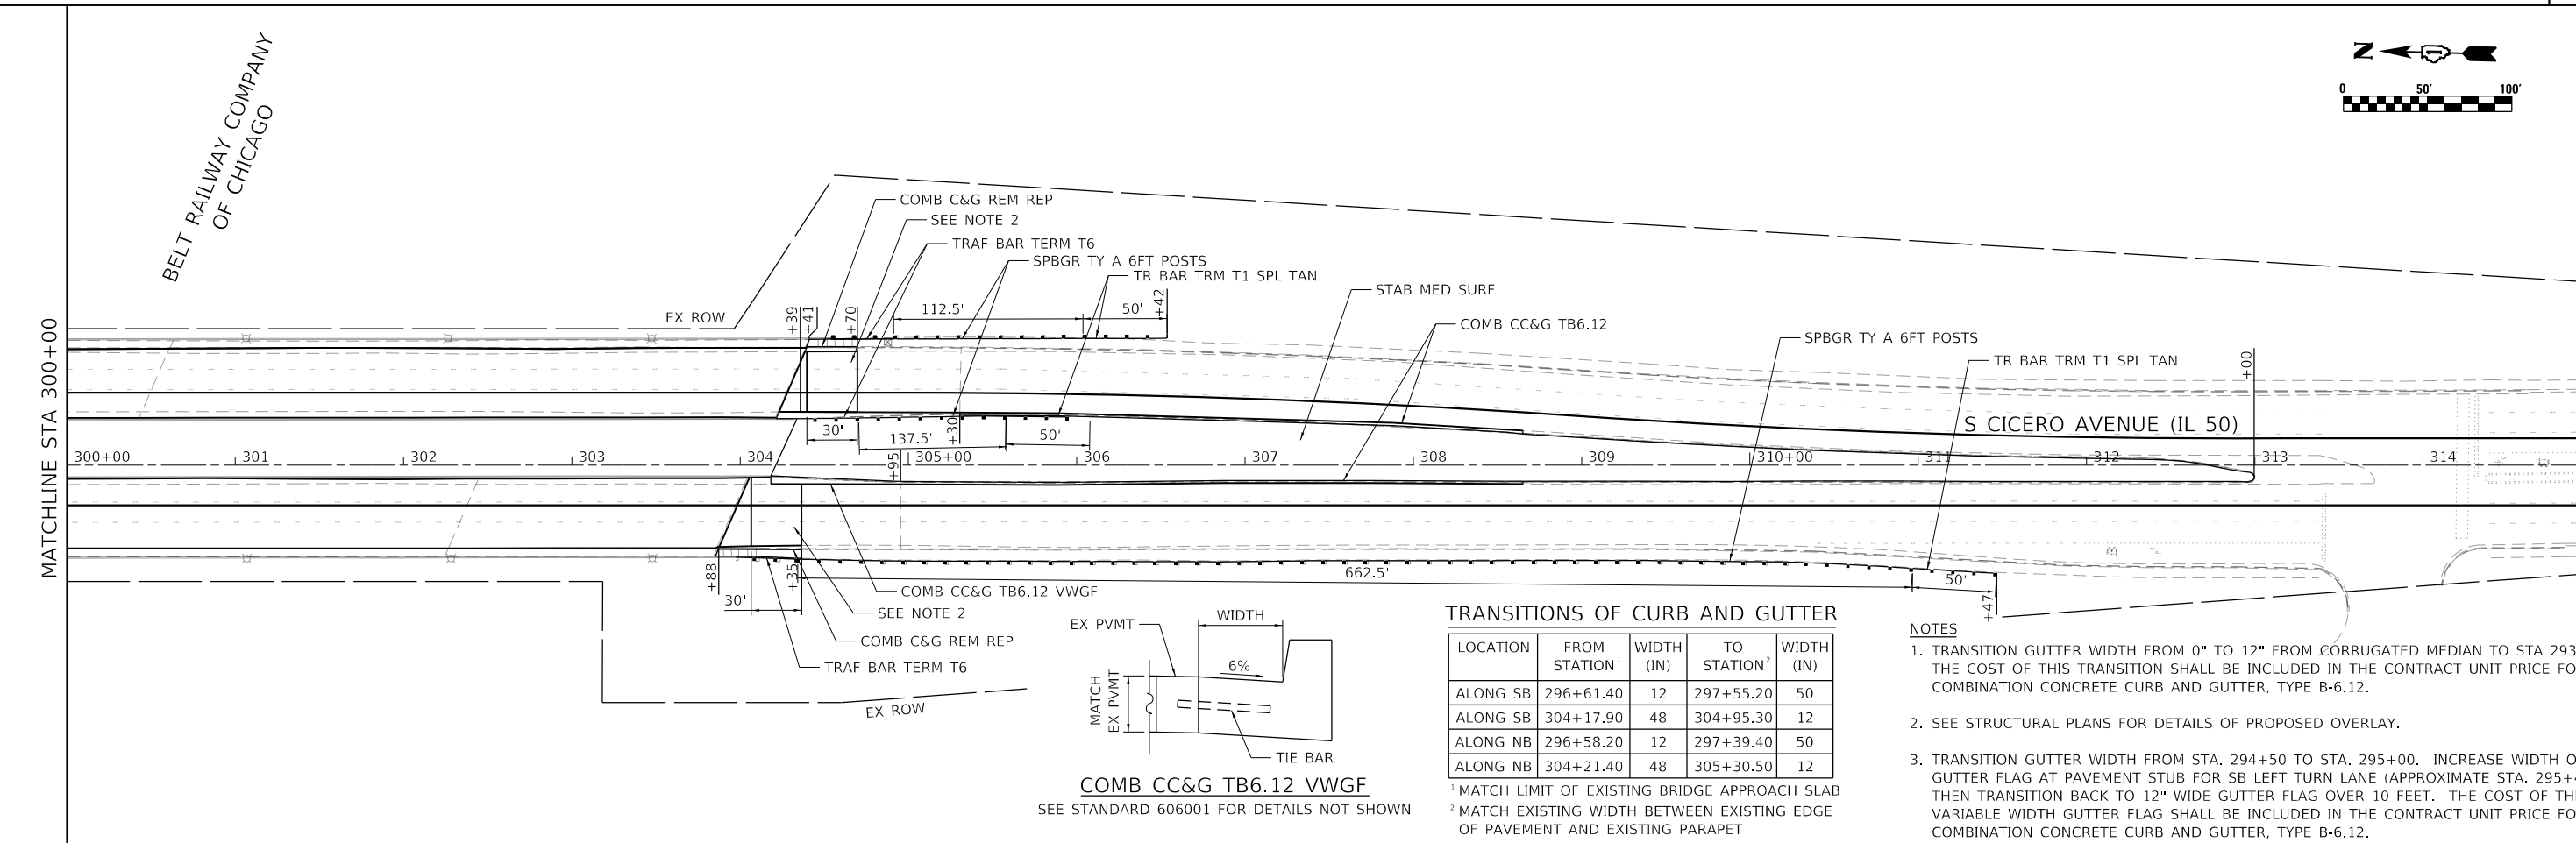 N
1
0 50' 100'
BELT RAILWAY COMPANY
OF CHICAGO
MATCHLINE STA 300+00
COMB C&G REM REP
SEE NOTE 2
TRAF BAR TERM T6
SPBGR TY A 6FT POSTS
TR BAR TRM T1 SPL TAN
STAB MED SURF
COMB CC&G TB6.12
SPBGR TY A 6FT POSTS
TR BAR TRM T1 SPL TAN
EX ROW
+39
+41
+70
112.5'
50'
+42
+00
S CICERO AVENUE (IL 50)
30'
137.5'
+30
50'
+95
300+00 301 302 303 304 305+00 306 307 308 309 310+00 311 312 313 314
+88
+35
30'
662.5'
50'
+47
COMB CC&G TB6.12 VWGF
SEE NOTE 2
COMB C&G REM REP
TRAF BAR TERM T6
EX ROW
EX PVMT
WIDTH
6%
MATCH
EX PVMT
TIE BAR
COMB CC&G TB6.12 VWGF
SEE STANDARD 606001 FOR DETAILS NOT SHOWN
TRANSITIONS OF CURB AND GUTTER
LOCATION FROM STATION¹ WIDTH (IN) TO STATION² WIDTH (IN)
ALONG SB 296+61.40 12 297+55.20 50
ALONG SB 304+17.90 48 304+95.30 12
ALONG NB 296+58.20 12 297+39.40 50
ALONG NB 304+21.40 48 305+30.50 12
¹ MATCH LIMIT OF EXISTING BRIDGE APPROACH SLAB
² MATCH EXISTING WIDTH BETWEEN EXISTING EDGE
OF PAVEMENT AND EXISTING PARAPET
NOTES
1. TRANSITION GUTTER WIDTH FROM 0" TO 12" FROM CORRUGATED MEDIAN TO STA 293
THE COST OF THIS TRANSITION SHALL BE INCLUDED IN THE CONTRACT UNIT PRICE FO
COMBINATION CONCRETE CURB AND GUTTER, TYPE B-6.12.
2. SEE STRUCTURAL PLANS FOR DETAILS OF PROPOSED OVERLAY.
3. TRANSITION GUTTER WIDTH FROM STA. 294+50 TO STA. 295+00. INCREASE WIDTH O
GUTTER FLAG AT PAVEMENT STUB FOR SB LEFT TURN LANE (APPROXIMATE STA. 295+
THEN TRANSITION BACK TO 12" WIDE GUTTER FLAG OVER 10 FEET. THE COST OF TH
VARIABLE WIDTH GUTTER FLAG SHALL BE INCLUDED IN THE CONTRACT UNIT PRICE FO
COMBINATION CONCRETE CURB AND GUTTER, TYPE B-6.12.